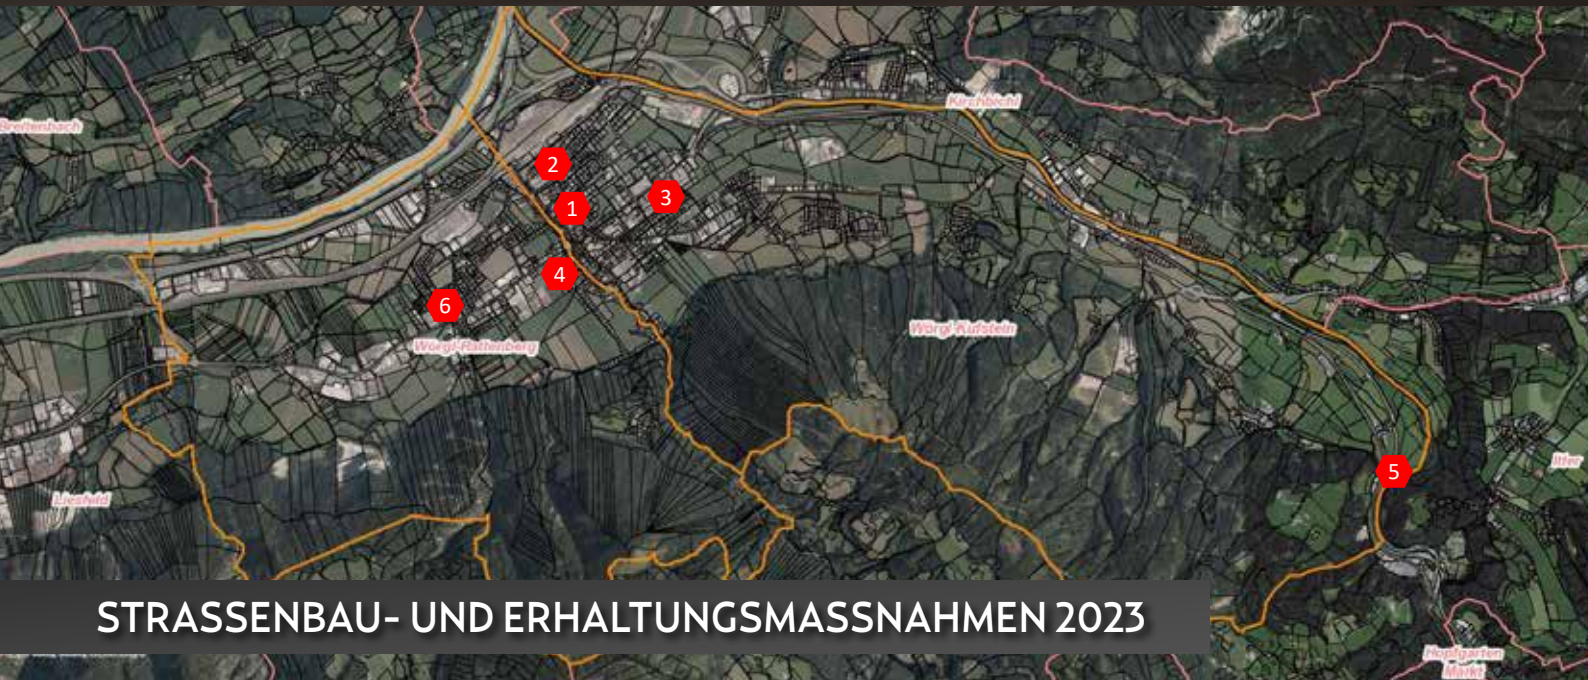 Kirchbichl
Breitenbach
2
3
1
4
6
Wörgl-Kufstein
Wörgl-Rattenberg
Itter
5
Liesfeld
STRASSENBAU- UND ERHALTUNGSMASSNAHMEN 2023
Hopfgarten
Markt